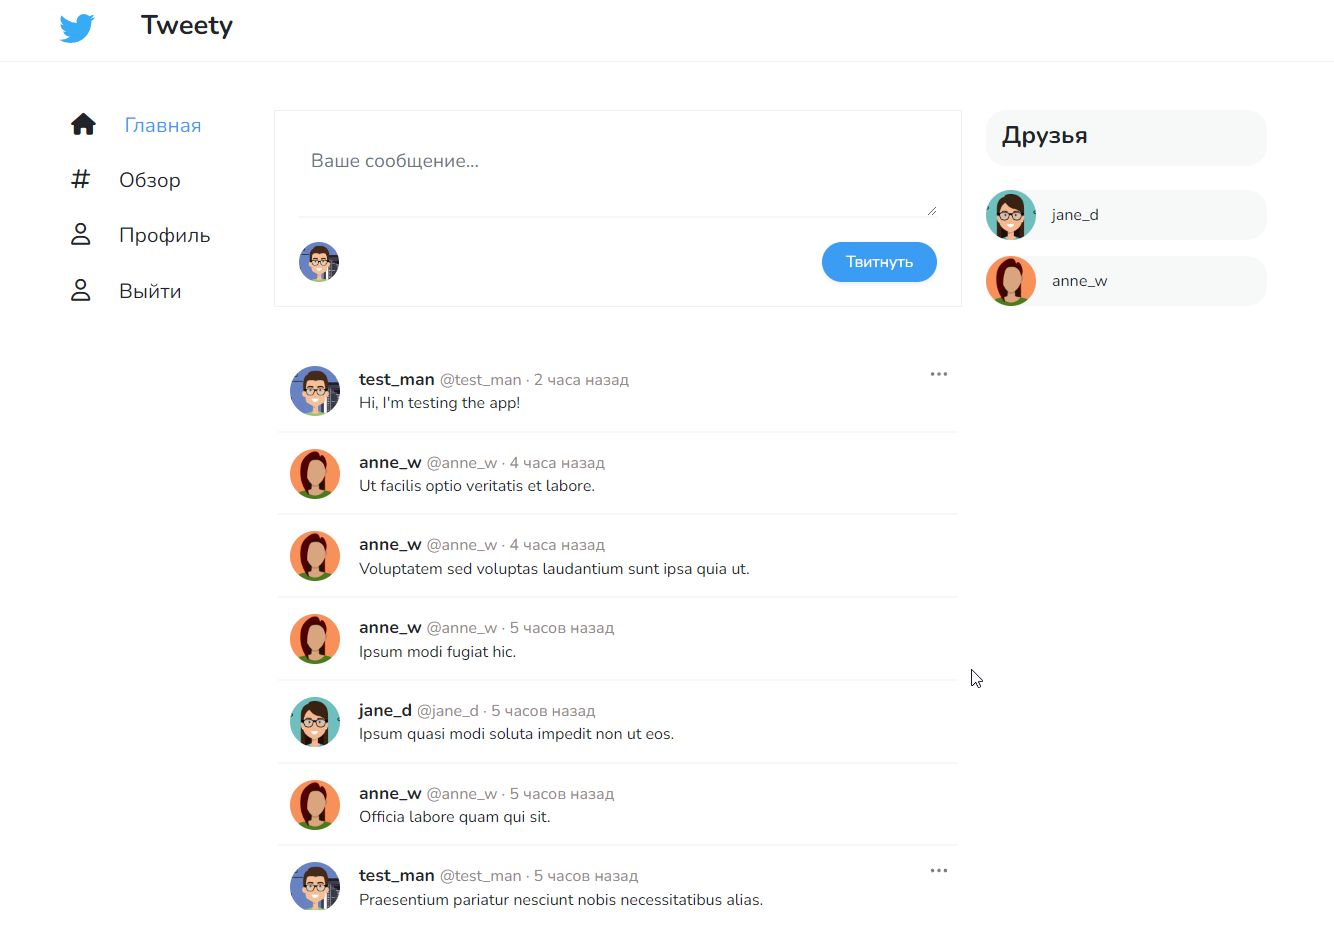 Tweety
Главная
Обзор
Профиль
Выйти
Ваше сообщение...
Твитнуть
Друзья
jane_d
anne_w
test_man @test_man · 2 часа назад
Hi, I'm testing the app!
anne_w @anne_w · 4 часа назад
Ut facilis optio veritatis et labore.
anne_w @anne_w · 4 часа назад
Voluptatem sed voluptas laudantium sunt ipsa quia ut.
anne_w @anne_w · 5 часов назад
Ipsum modi fugiat hic.
jane_d @jane_d · 5 часов назад
Ipsum quasi modi soluta impedit non ut eos.
anne_w @anne_w · 5 часов назад
Officia labore quam qui sit.
test_man @test_man · 5 часов назад
Praesentium pariatur nesciunt nobis necessitatibus alias.